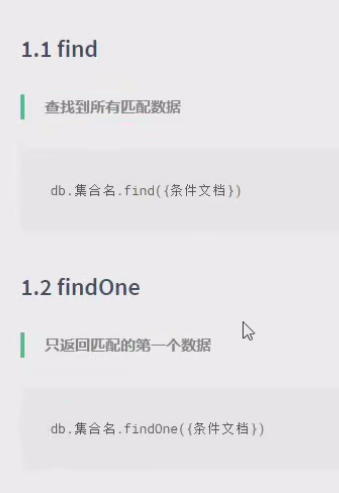 1.1 find
查找到所有匹配数据
db.集合名.find({条件文档})
1.2 findOne
只返回匹配的第一个数据
db.集合名.findOne({条件文档})